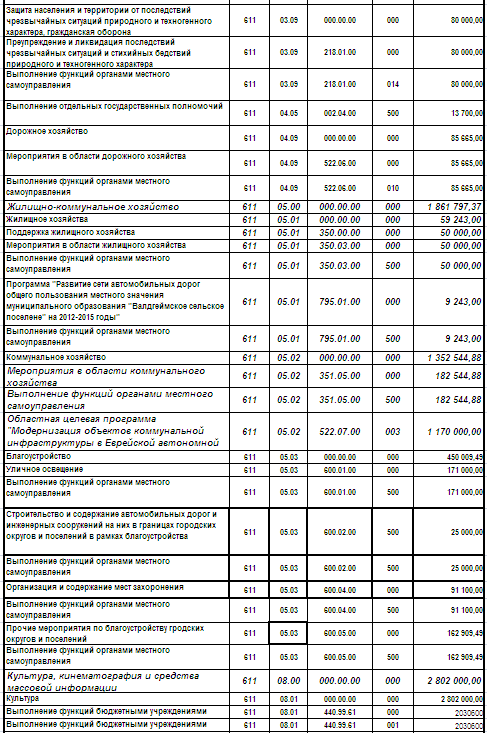 Защита населения и территории от последствий
чрезвычайных ситуаций природного и техногенного
характера, гражданская оборона 611 03.09 000.00.00 000 80 000,00
Преупреждение и ликвидация последствий
чрезвычайных ситуаций и стихийных бедствий
природного и техногенного характера 611 03.09 218.01.00 000 80 000,00
Выполнение функций органами местного
самоуправления 611 03.09 218.01.00 014 80 000,00
Выполнение отдельных государственных полномочий 611 04.05 002.04.00 500 13 700,00
Дорожное хозяйство 611 04.09 000.00.00 000 85 665,00
Мероприятия в области дорожного хозяйства 611 04.09 522.06.00 000 85 665,00
Выполнение функций органами местного
самоуправления 611 04.09 522.06.00 010 85 665,00
Жилищно-коммунальное хозяйство 611 05.00 000.00.00 000 1 861 797,37
Жилищное хозяйства 611 05.01 000.00.00 000 59 243,00
Поддержка жилищного хозяйства 611 05.01 350.00.00 000 50 000,00
Мероприятия в области жилищного хозяйства 611 05.01 350.03.00 000 50 000,00
Выполнение функций органами местного
самоуправления 611 05.01 350.03.00 500 50 000,00
Программа "Развитие сети автомобильных дорог
общего пользования местного значения
муниципального образования "Валдгеймское сельское
поселене" на 2012-2015 годы" 611 05.01 795.01.00 000 9 243,00
Выполнение функций органами местного
самоуправления 611 05.01 795.01.00 500 9 243,00
Коммунальное хозяйство 611 05.02 000.00.00 000 1 352 544,88
Мероприятия в области коммунального
хозяйства 611 05.02 351.05.00 000 182 544,88
Выполнение функций органами местного
самоуправления 611 05.02 351.05.00 500 182 544,88
Областная целевая программа
"Модернизация объектов коммунальной
инфраструктуры в Еврейской автономной 611 05.02 522.07.00 003 1 170 000,00
Благоустройство 611 05.03 000.00.00 000 450 009,49
Уличное освещение 611 05.03 600.01.00 000 171 000,00
Выполнение функций органами местного
самоуправления 611 05.03 600.01.00 500 171 000,00
Строительство и содержание автомобильных дорог и
инженерных сооружений на них в границах городских
округов и поселений в рамках благоустройства 611 05.03 600.02.00 500 25 000,00
Выполнение функций органами местного
самоуправления 611 05.03 600.02.00 500 25 000,00
Организация и содержание мест захоронения 611 05.03 600.04.00 000 91 100,00
Выполнение функций органами местного
самоуправления 611 05.03 600.04.00 500 91 100,00
Прочие мероприятия по благоустройству гродских
округов и поселений 611 05.03 600.05.00 000 162 909,49
Выполнение функций органами местного
самоуправления 611 05.03 600.05.00 500 162 909,49
Культура, кинематография и средства
массовой информации 611 08.00 000.00.00 000 2 802 000,00
Культура 611 08.01 000.00.00 000 2 802 000,00
Выполнение функций бюджетными учреждениями 611 08.01 440.99.61 000 2030600
Выполнение функций бюджетными учреждениями 611 08.01 440.99.61 001 2030600